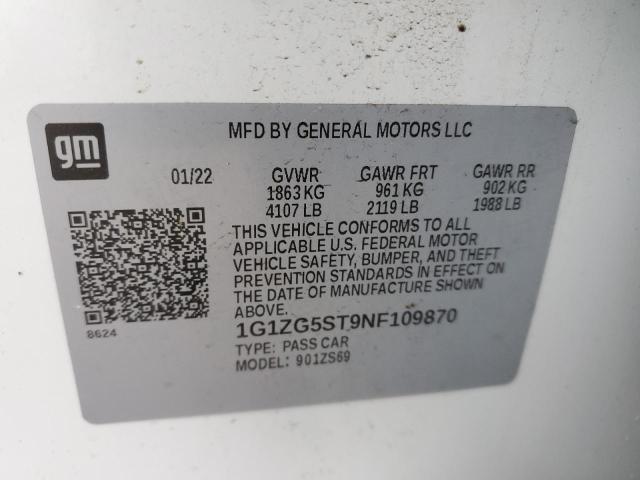 gm
MFD BY GENERAL MOTORS LLC
01/22 GVWR GAWR FRT GAWR RR
1863 KG 961 KG 902 KG
4107 LB 2119 LB 1988 LB
THIS VEHICLE CONFORMS TO ALL
APPLICABLE U.S. FEDERAL MOTOR
VEHICLE SAFETY, BUMPER, AND THEFT
PREVENTION STANDARDS IN EFFECT ON
THE DATE OF MANUFACTURE SHOWN
ABOVE.
1G1ZG5ST9NF109870
8624
TYPE: PASS CAR
MODEL: 901ZS69